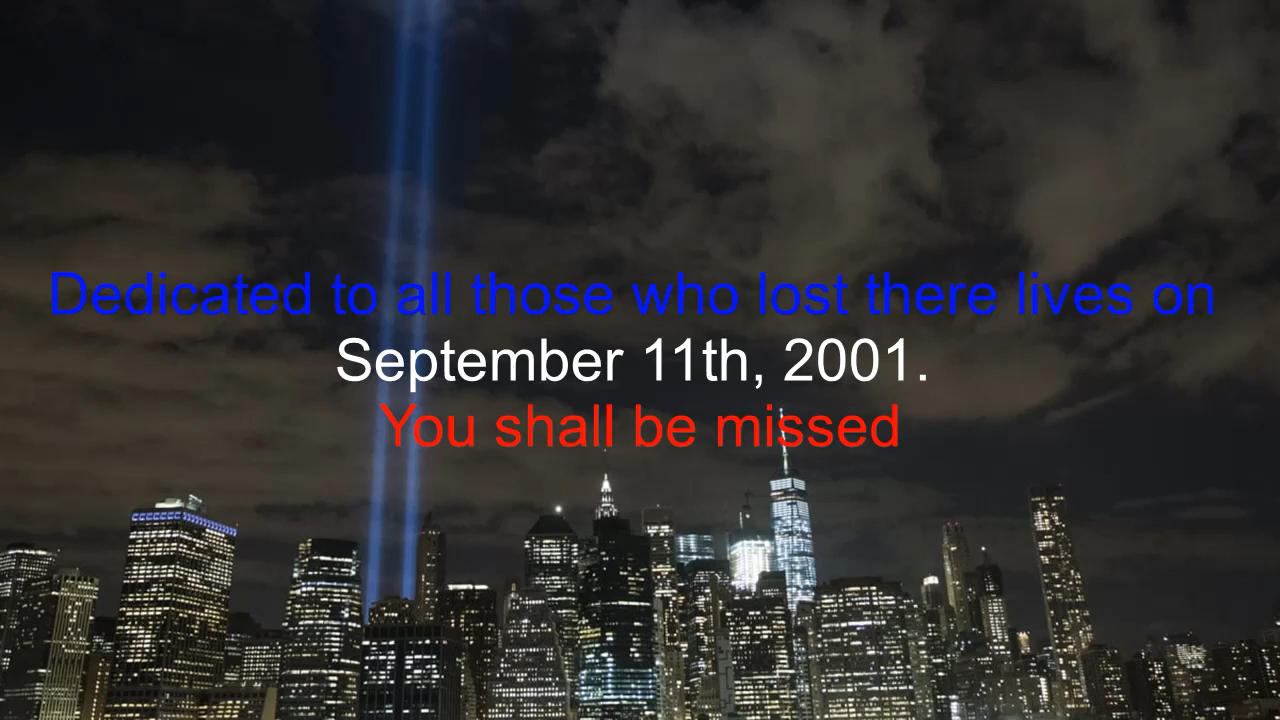 Dedicated to all those who lost there lives on
September 11th, 2001.
You shall be missed